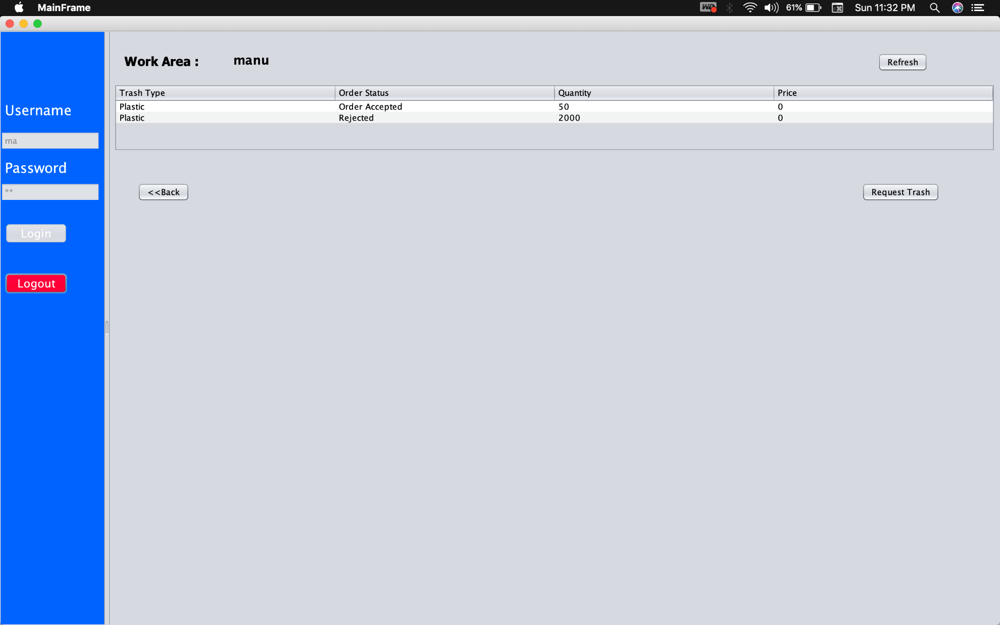 MainFrame
61%
Sun 11:32 PM
Username
ma
Password
**
Login
Logout
Work Area :
manu
Refresh
Trash Type Order Status Quantity Price
Plastic Order Accepted 50 0
Plastic Rejected 2000 0
<<Back
Request Trash